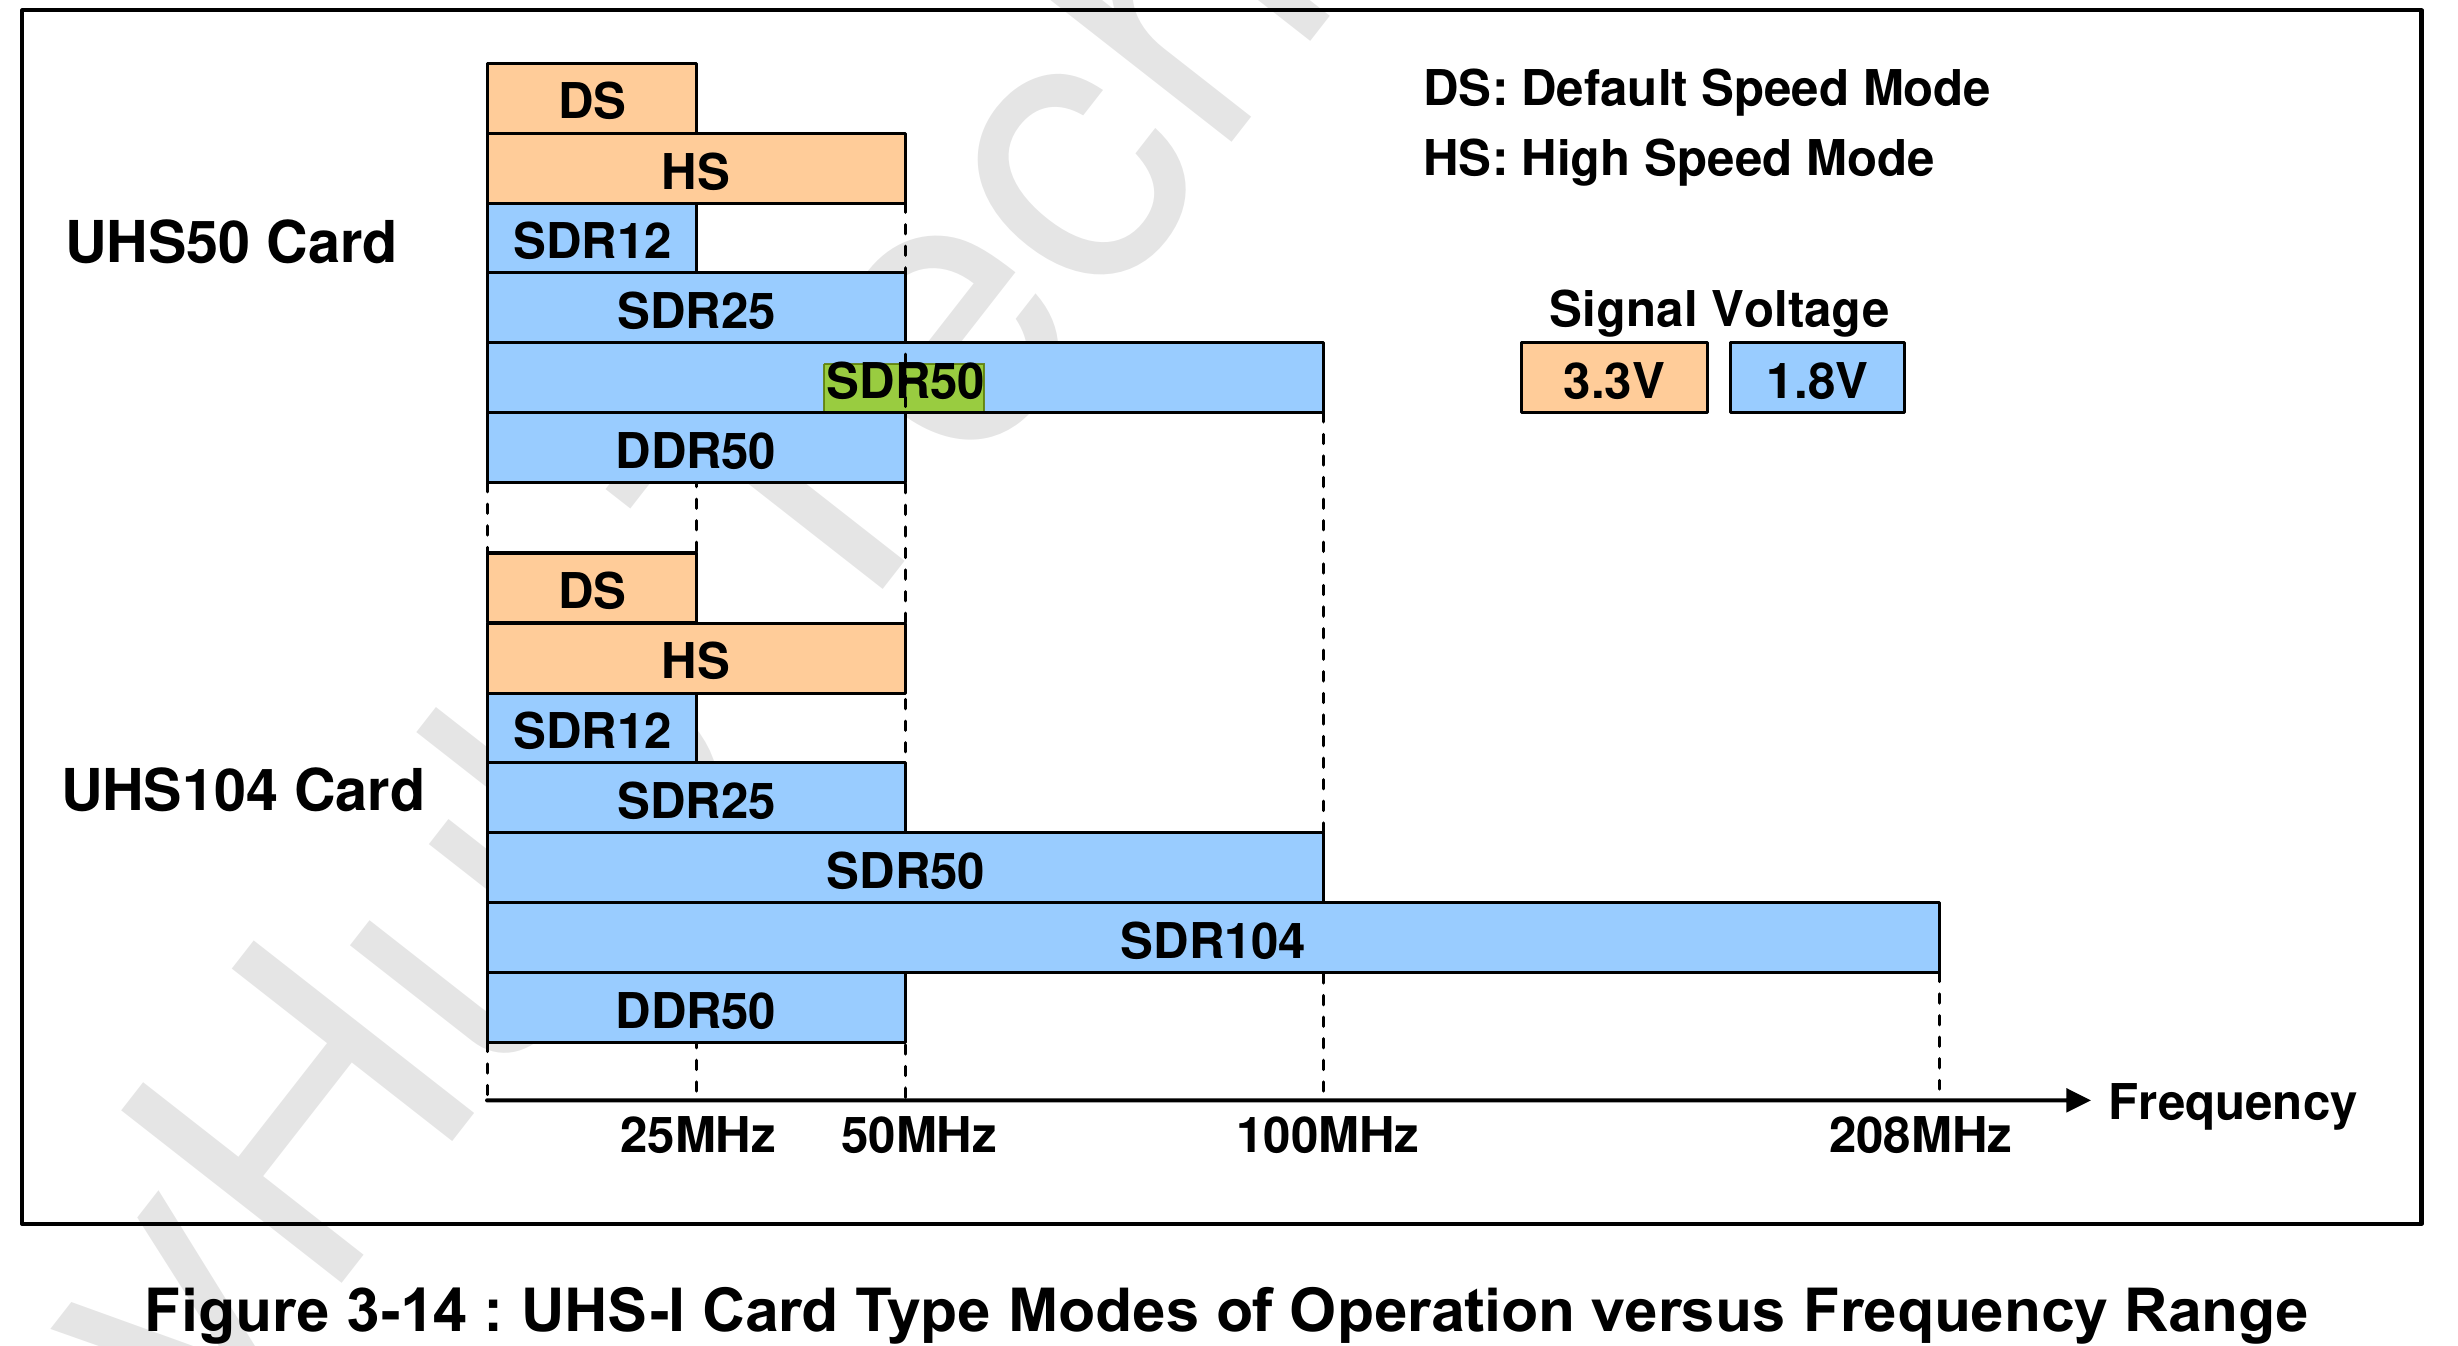 DS
DS: Default Speed Mode
HS
HS: High Speed Mode
UHS50 Card
SDR12
SDR25
Signal Voltage
SDR50
3.3V
1.8V
DDR50
DS
HS
SDR12
UHS104 Card
SDR25
SDR50
SDR104
DDR50
Frequency
25MHz
50MHz
100MHz
208MHz
Figure 3-14 : UHS-I Card Type Modes of Operation versus Frequency Range